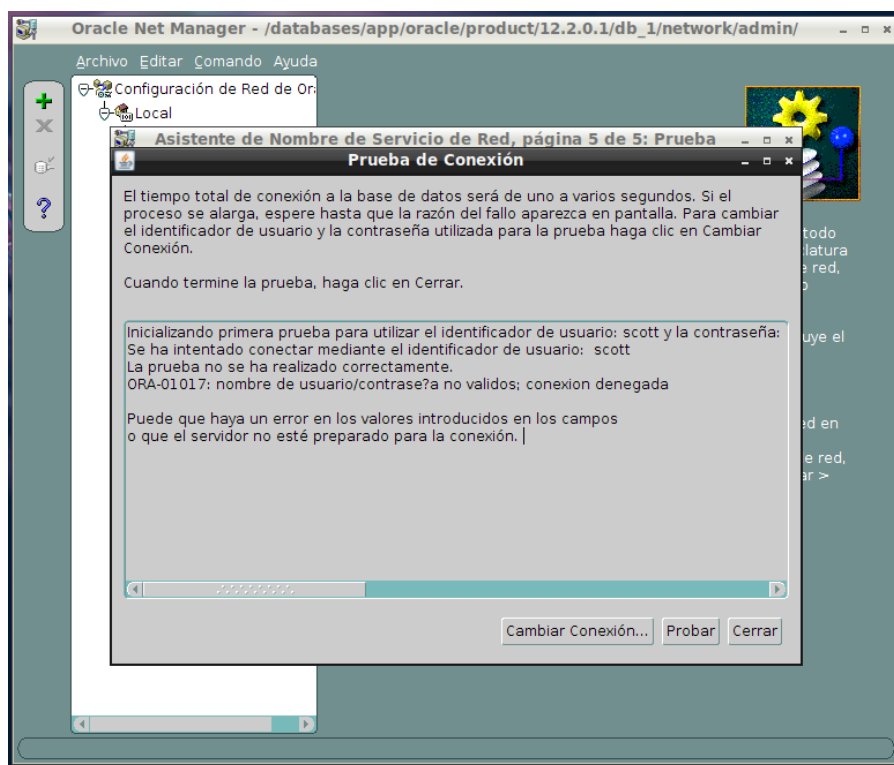 Oracle Net Manager - /databases/app/oracle/product/12.2.0.1/db_1/network/admin/
Archivo Editar Comando Ayuda
Configuración de Red de Or
Local
Asistente de Nombre de Servicio de Red, página 5 de 5: Prueba
Prueba de Conexión
El tiempo total de conexión a la base de datos será de uno a varios segundos. Si el
proceso se alarga, espere hasta que la razón del fallo aparezca en pantalla. Para cambiar
el identificador de usuario y la contraseña utilizada para la prueba haga clic en Cambiar
Conexión.
Cuando termine la prueba, haga clic en Cerrar.
Inicializando primera prueba para utilizar el identificador de usuario: scott y la contraseña:
Se ha intentado conectar mediante el identificador de usuario: scott
La prueba no se ha realizado correctamente.
ORA-01017: nombre de usuario/contrase?a no validos; conexion denegada
Puede que haya un error en los valores introducidos en los campos
o que el servidor no esté preparado para la conexión.
Cambiar Conexión... Probar Cerrar
todo
latura
e red,
uye el
ed en
e red,
ar >